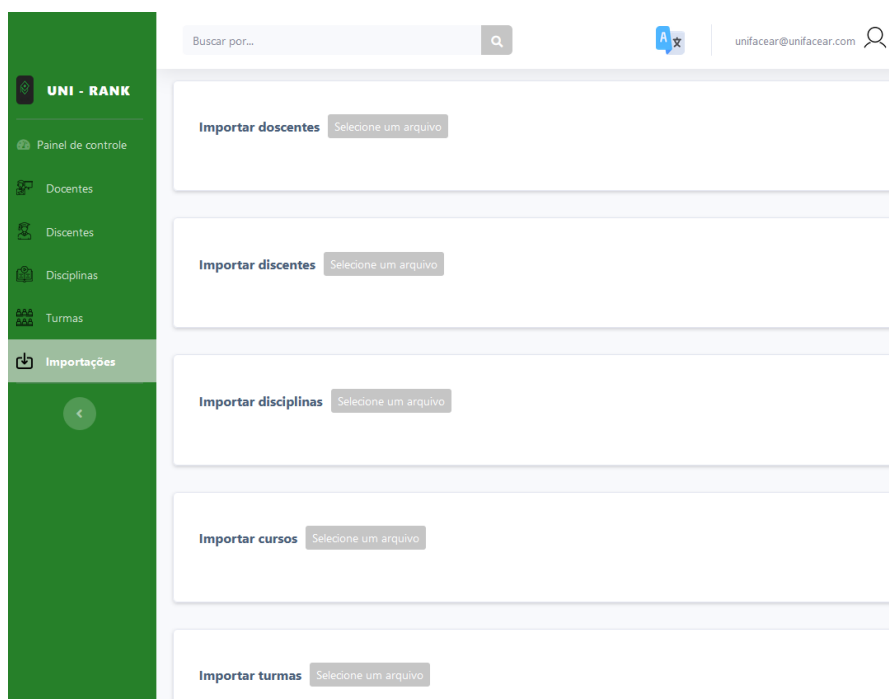 Buscar por...
A 文
unifacear@unifacear.com
UNI - RANK
Painel de controle
Docentes
Discentes
Disciplinas
Turmas
Importações
Importar doscentes Selecione um arquivo
Importar discentes Selecione um arquivo
Importar disciplinas Selecione um arquivo
Importar cursos Selecione um arquivo
Importar turmas Selecione um arquivo